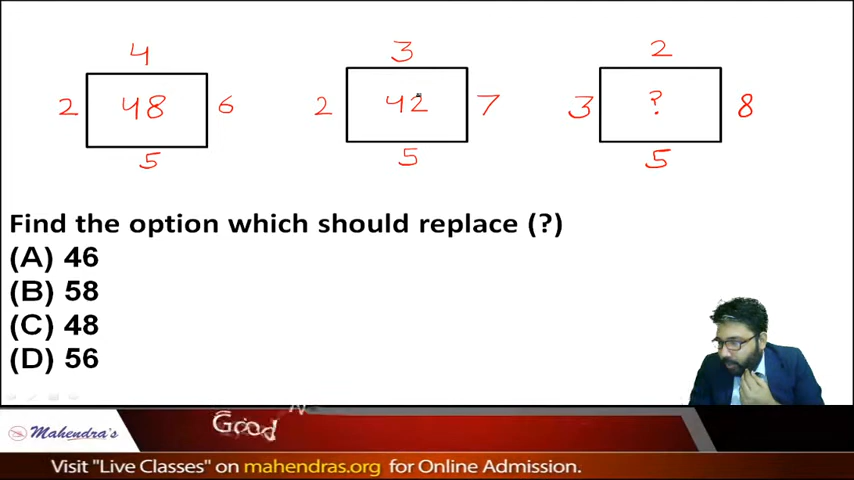 4 3 2
2 48 6 2 42 7 3 ? 8
5 5 5
Find the option which should replace (?)
(A) 46
(B) 58
(C) 48
(D) 56
Good
Mahendra's
Visit "Live Classes" on mahendras.org for Online Admission.